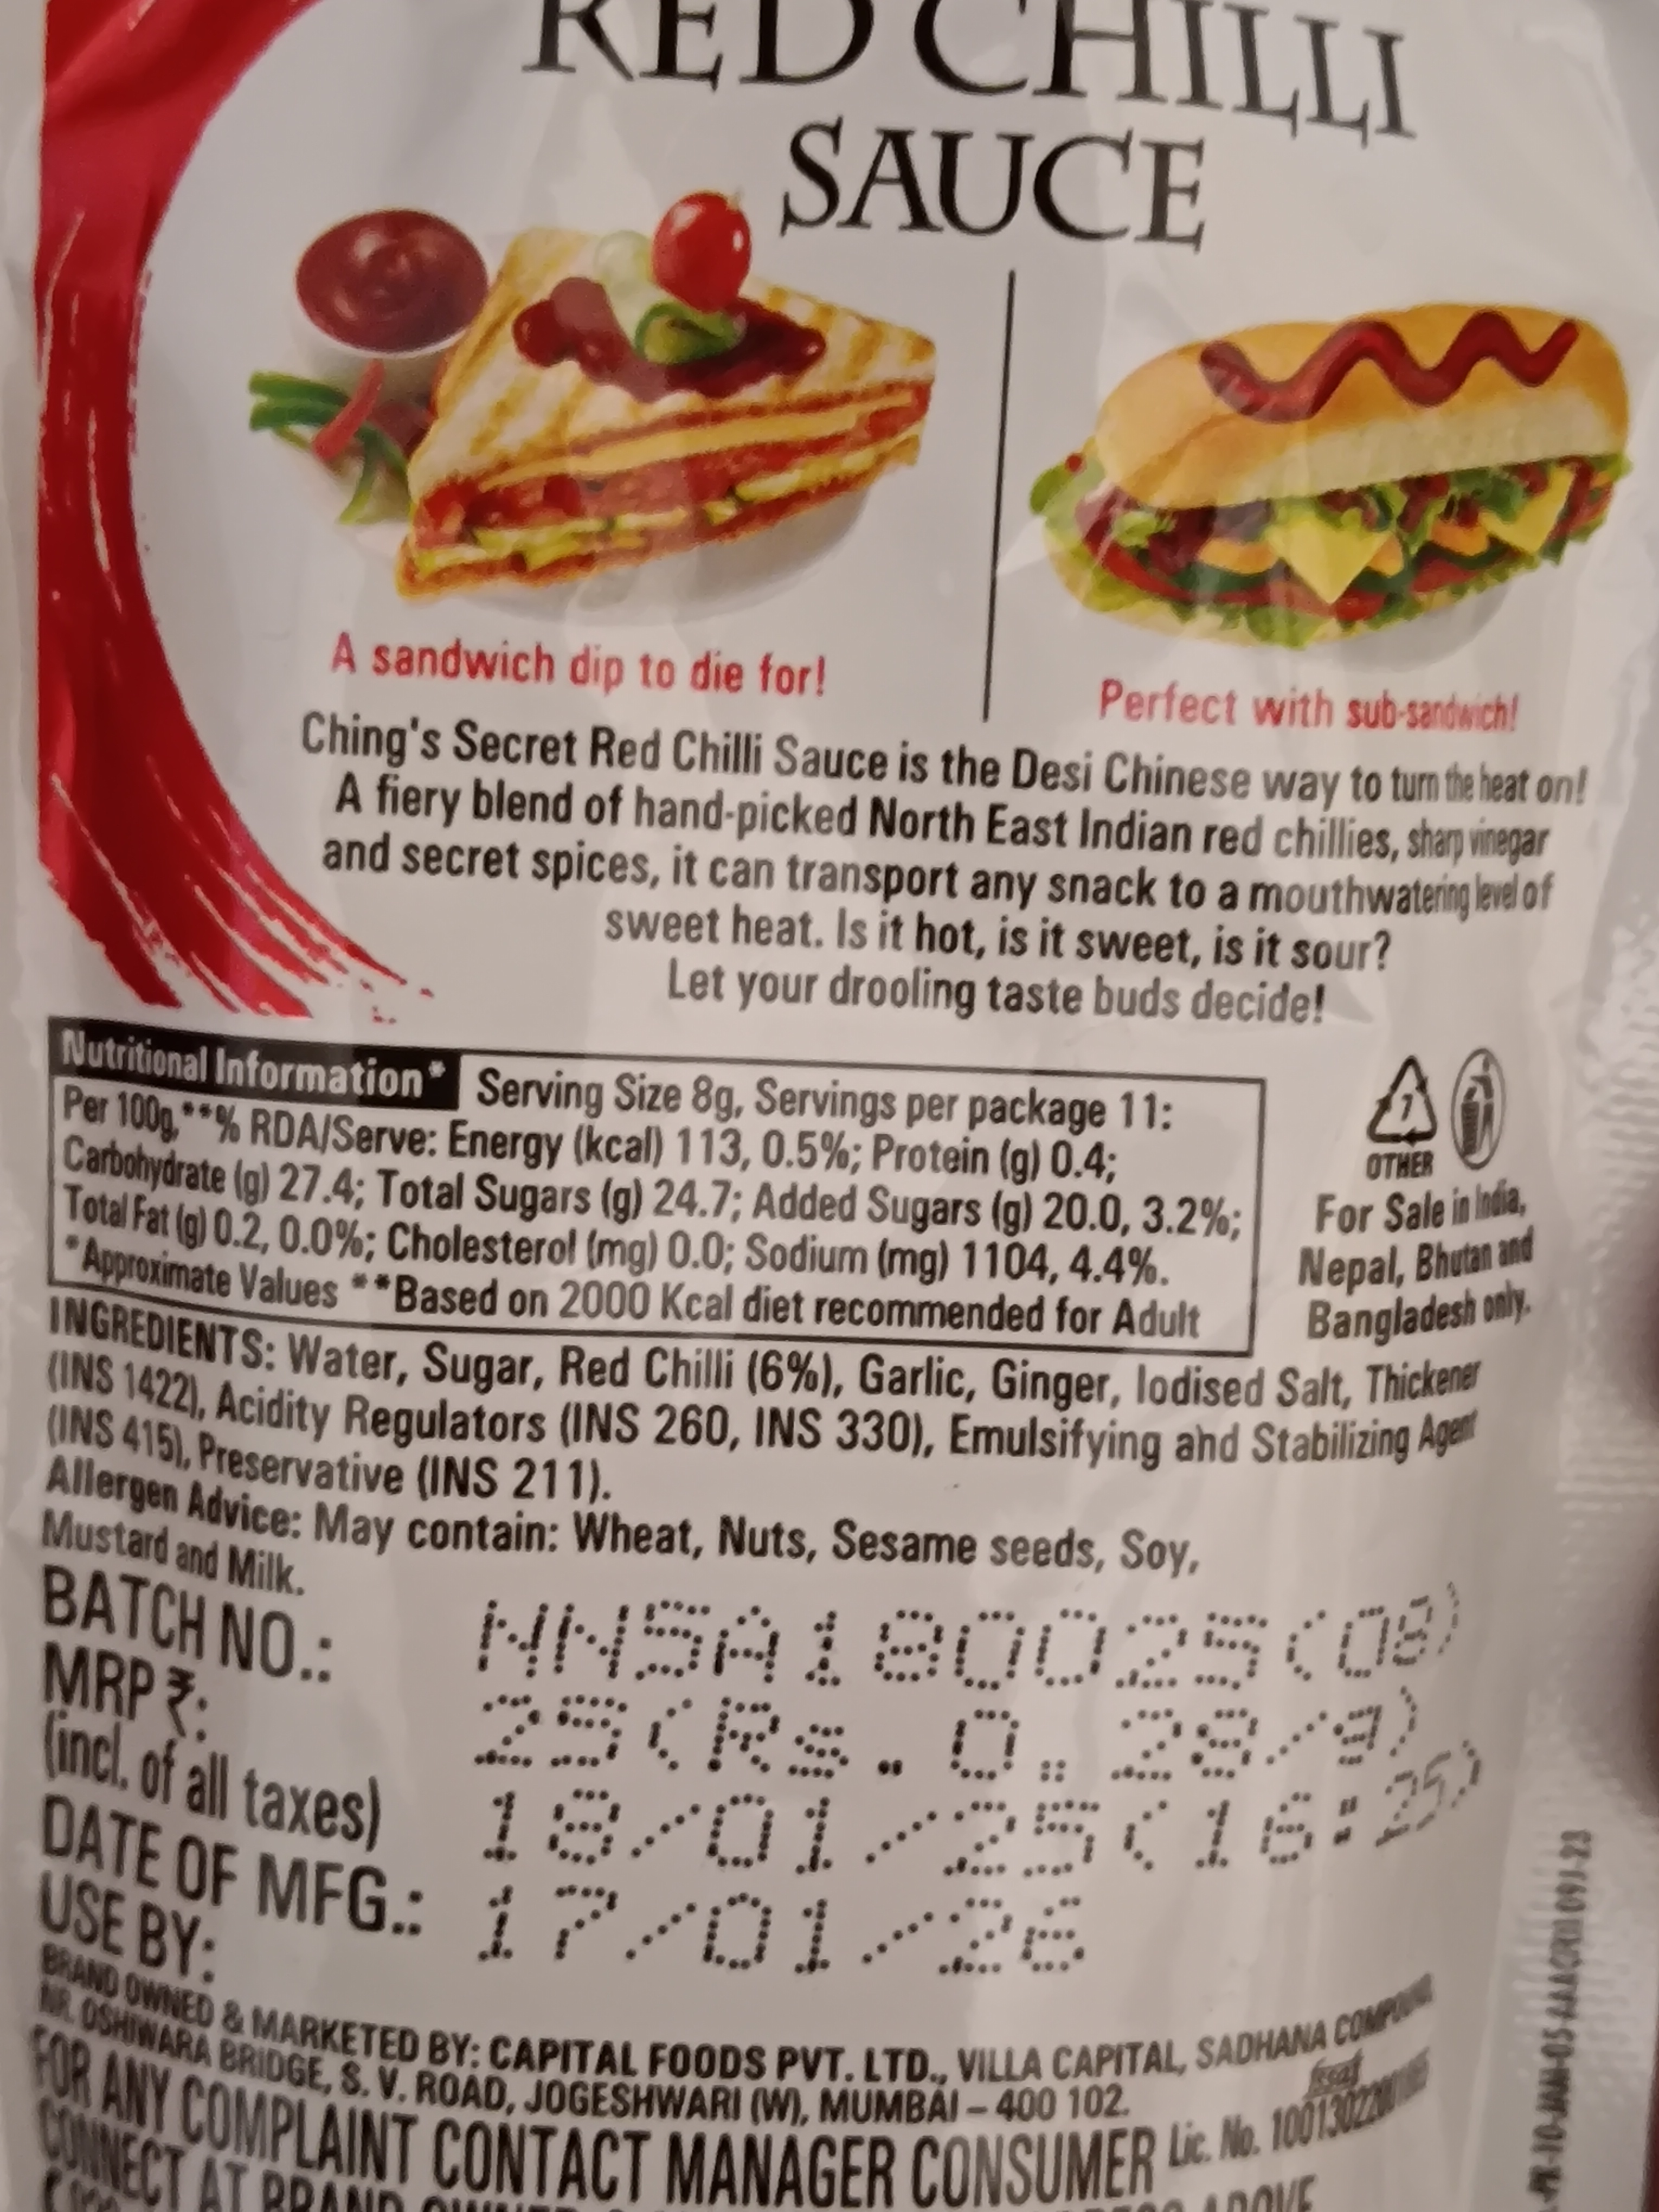 RED CHILLI
SAUCE
A sandwich dip to die for!
Perfect with sub-sandwich!
Ching's Secret Red Chilli Sauce is the Desi Chinese way to turn the heat on!
A fiery blend of hand-picked North East Indian red chillies, sharp vinegar
and secret spices, it can transport any snack to a mouthwatering level of
sweet heat. Is it hot, is it sweet, is it sour?
Let your drooling taste buds decide!
Nutritional Information* Serving Size 8g, Servings per package 11:
Per 100g,**% RDA/Serve: Energy (kcal) 113, 0.5%; Protein (g) 0.4;
Carbohydrate (g) 27.4; Total Sugars (g) 24.7; Added Sugars (g) 20.0, 3.2%;
Total Fat (g) 0.2, 0.0%; Cholesterol (mg) 0.0; Sodium (mg) 1104, 4.4%.
*Approximate Values **Based on 2000 Kcal diet recommended for Adult
7
OTHER
For Sale in India,
Nepal, Bhutan and
Bangladesh only.
INGREDIENTS: Water, Sugar, Red Chilli (6%), Garlic, Ginger, Iodised Salt, Thickener
(INS 1422), Acidity Regulators (INS 260, INS 330), Emulsifying and Stabilizing Agent
(INS 415), Preservative (INS 211).
Allergen Advice: May contain: Wheat, Nuts, Sesame seeds, Soy,
Mustard and Milk.
BATCH NO.: NN5A180025(08)
MRP ₹: 25(Rs.. 0.. 28/9)
(incl. of all taxes)
DATE OF MFG.: 18/01/25(16:25)
USE BY: 17/01/26
BRAND OWNED & MARKETED BY: CAPITAL FOODS PVT. LTD., VILLA CAPITAL, SADHANA COMPOUND,
NR. OSHIWARA BRIDGE, S. V. ROAD, JOGESHWARI (W), MUMBAI – 400 102.
fssai
FOR ANY COMPLAINT CONTACT MANAGER CONSUMER Lic. No.
CONNECT AT BRAND ABOVE